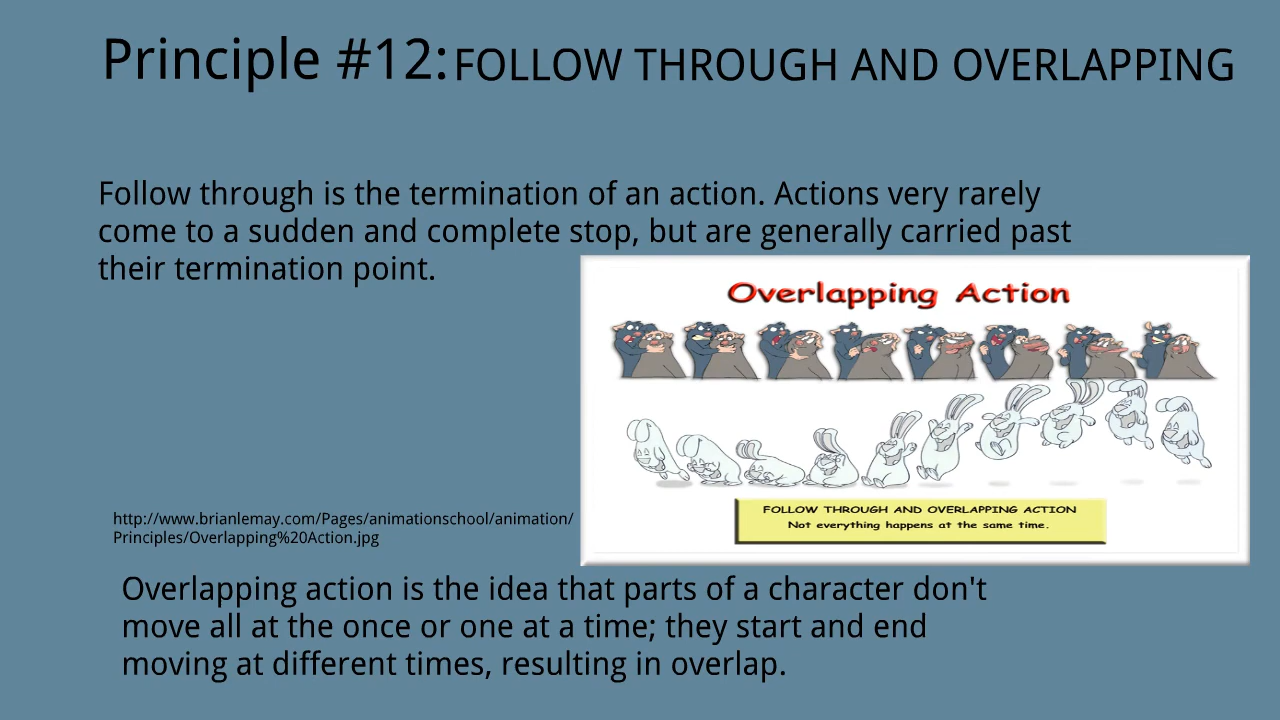 Principle #12: FOLLOW THROUGH AND OVERLAPPING
Follow through is the termination of an action. Actions very rarely
come to a sudden and complete stop, but are generally carried past
their termination point.
Overlapping Action
FOLLOW THROUGH AND OVERLAPPING ACTION
Not everything happens at the same time.
http://www.brianlemay.com/Pages/animationschool/animation/
Principles/Overlapping%20Action.jpg
Overlapping action is the idea that parts of a character don't
move all at the once or one at a time; they start and end
moving at different times, resulting in overlap.